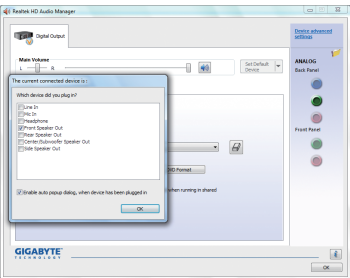 Realtek HD Audio Manager
Digital Output
Device advanced
settings
Main Volume
L
R
Set Default
Device
ANALOG
Back Panel
Front Panel
The current connected device is :
Which device did you plug in?
Line In
Mic In
Headphone
Front Speaker Out
Rear Speaker Out
Center/Subwoofer Speaker Out
Side Speaker Out
Enable auto popup dialog, when device has been plugged in
OK
Format
when running in shared
GIGABYTE
TECHNOLOGY
OK